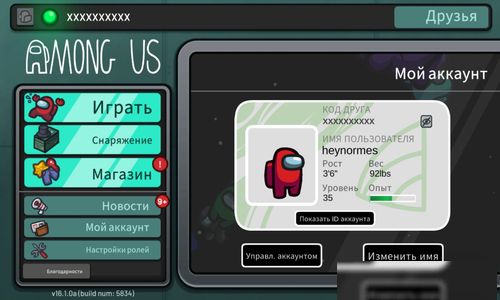 xxxxxxxxxx
Друзья
AMONG US
Мой аккаунт
Играть
Снаряжение
Магазин
!
Новости
9+
Мой аккаунт
Настройки ролей
Благодарности
v16.1.0a (build num: 5834)
КОД ДРУГА
xxxxxxxxxx
ИМЯ ПОЛЬЗОВАТЕЛЯ
heynormes
Рост Вес
3'6" 92lbs
Уровень Опыт
35
Показать ID аккаунта
Управл. аккаунтом
Изменить имя